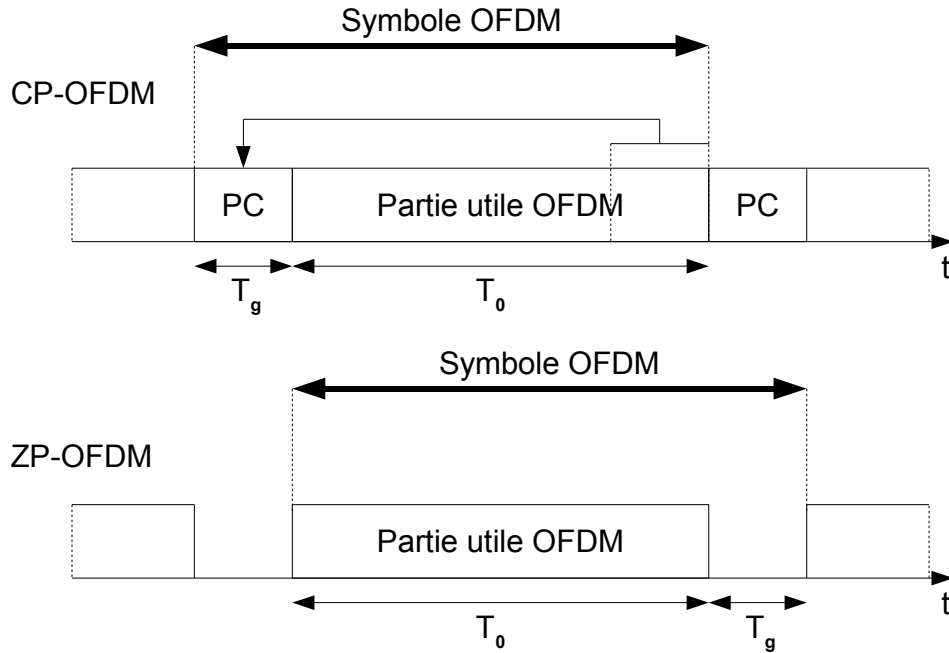 Symbole OFDM
CP-OFDM
PC Partie utile OFDM PC
t
Tg T0
Symbole OFDM
ZP-OFDM
Partie utile OFDM
t
T0 Tg